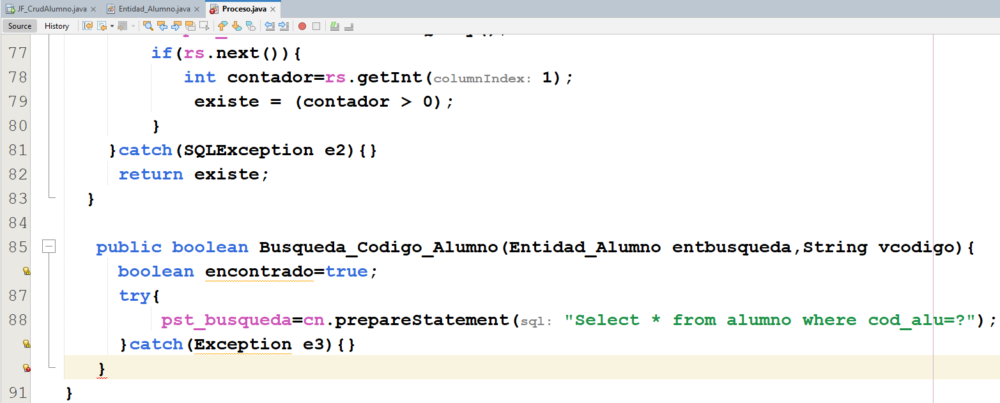 JF_CrudAlumno.java Entidad_Alumno.java Proceso.java
Source History
77 if(rs.next()){
78 int contador=rs.getInt(columnIndex: 1);
79 existe = (contador > 0);
80 }
81 }catch(SQLException e2){}
82 return existe;
83 }
84
85 public boolean Busqueda_Codigo_Alumno(Entidad_Alumno entbusqueda,String vcodigo){
boolean encontrado=true;
87 try{
88 pst_busqueda=cn.prepareStatement(sql: "Select * from alumno where cod_alu=?");
}catch(Exception e3){}
}
91 }